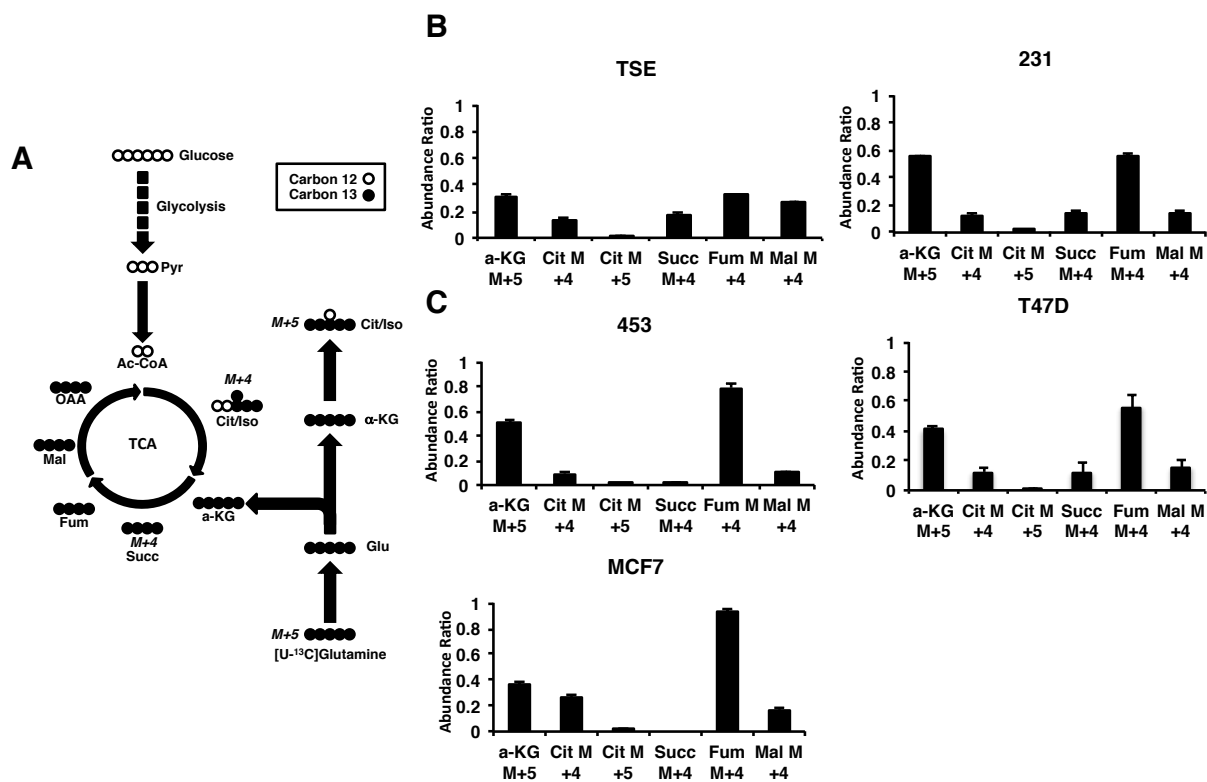 A
Glucose
Carbon 12
Carbon 13
Glycolysis
Pyr
Ac-CoA
M+5
Cit/Iso
M+4
Cit/Iso
OAA
α-KG
TCA
Mal
a-KG
Fum
M+4
Succ
Glu
M+5
[U-¹³C]Glutamine
B
TSE
Abundance Ratio
1
0.8
0.6
0.4
0.2
0
a-KG Cit M Cit M Succ Fum M Mal M
M+5 +4 +5 M+4 +4 +4
231
Abundance Ratio
1
0.8
0.6
0.4
0.2
0
a-KG Cit M Cit M Succ Fum Mal M
M+5 +4 +5 M+4 M+4 +4
C
453
Abundance Ratio
1
0.8
0.6
0.4
0.2
0
a-KG Cit M Cit M Succ Fum M Mal M
M+5 +4 +5 M+4 +4 +4
T47D
Abundance Ratio
1
0.8
0.6
0.4
0.2
0
a-KG Cit M Cit M Succ Fum Mal M
M+5 +4 +5 M+4 M+4 +4
MCF7
Abundance Ratio
1
0.8
0.6
0.4
0.2
0
a-KG Cit M Cit M Succ Fum Mal M
M+5 +4 +5 M+4 M+4 +4